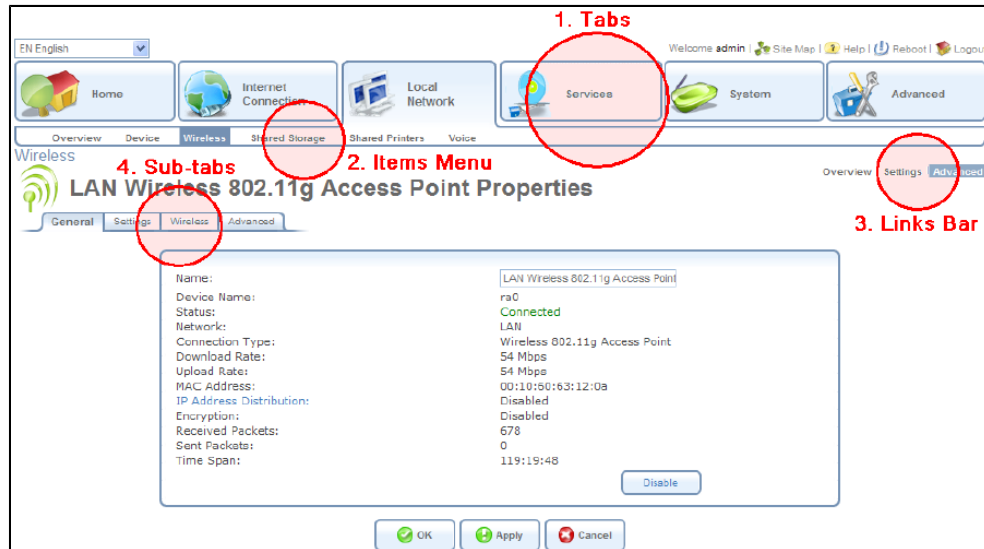 1. Tabs
EN English
Welcome admin | Site Map | Help | Reboot | Logou
Home
Internet Connection
Local Network
Services
System
Advanced
Overview Device Wireless Shared Storage Shared Printers Voice
Wireless
2. Items Menu
4. Sub-tabs
LAN Wireless 802.11g Access Point Properties
Overview Settings Advanced
3. Links Bar
General Settings Wireless Advanced
Name: LAN Wireless 802.11g Access Point
Device Name: ra0
Status: Connected
Network: LAN
Connection Type: Wireless 802.11g Access Point
Download Rate: 54 Mbps
Upload Rate: 54 Mbps
MAC Address: 00:10:60:63:12:0a
IP Address Distribution: Disabled
Encryption: Disabled
Received Packets: 678
Sent Packets: 0
Time Span: 119:19:48
Disable
OK Apply Cancel